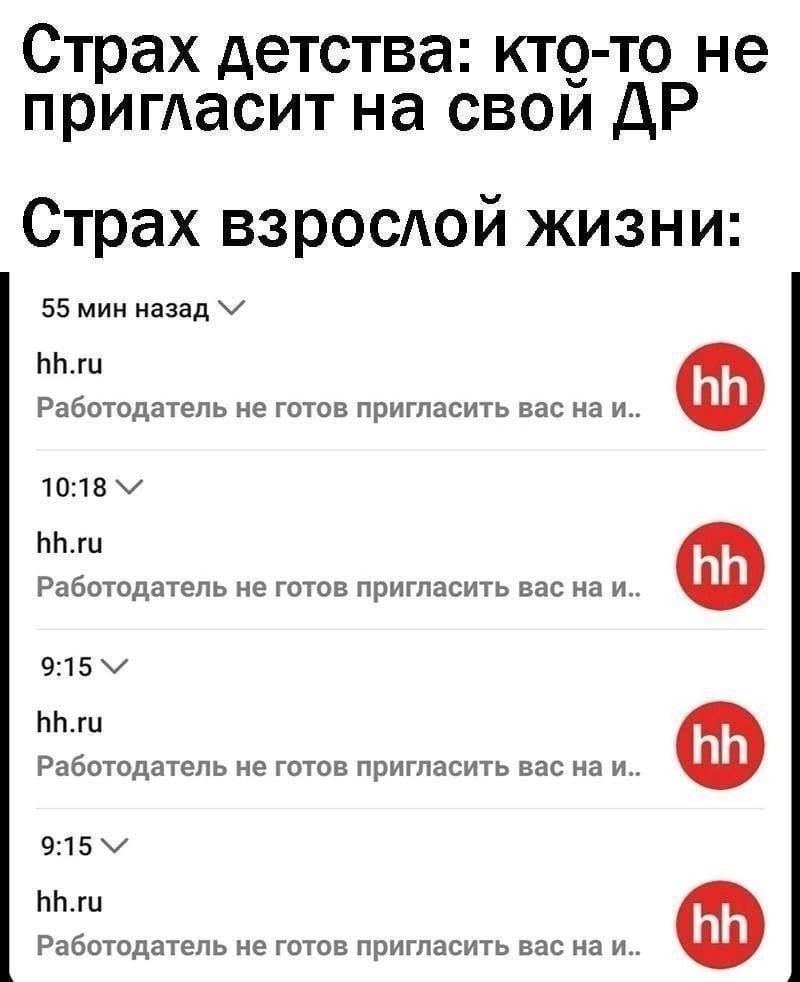 Страх детства: кто-то не
пригласит на свой ДР
Страх взрослой жизни:
55 мин назад
hh.ru
Работодатель не готов пригласить вас на и..
hh
10:18
hh.ru
Работодатель не готов пригласить вас на и..
hh
9:15
hh.ru
Работодатель не готов пригласить вас на и..
hh
9:15
hh.ru
Работодатель не готов пригласить вас на и..
hh